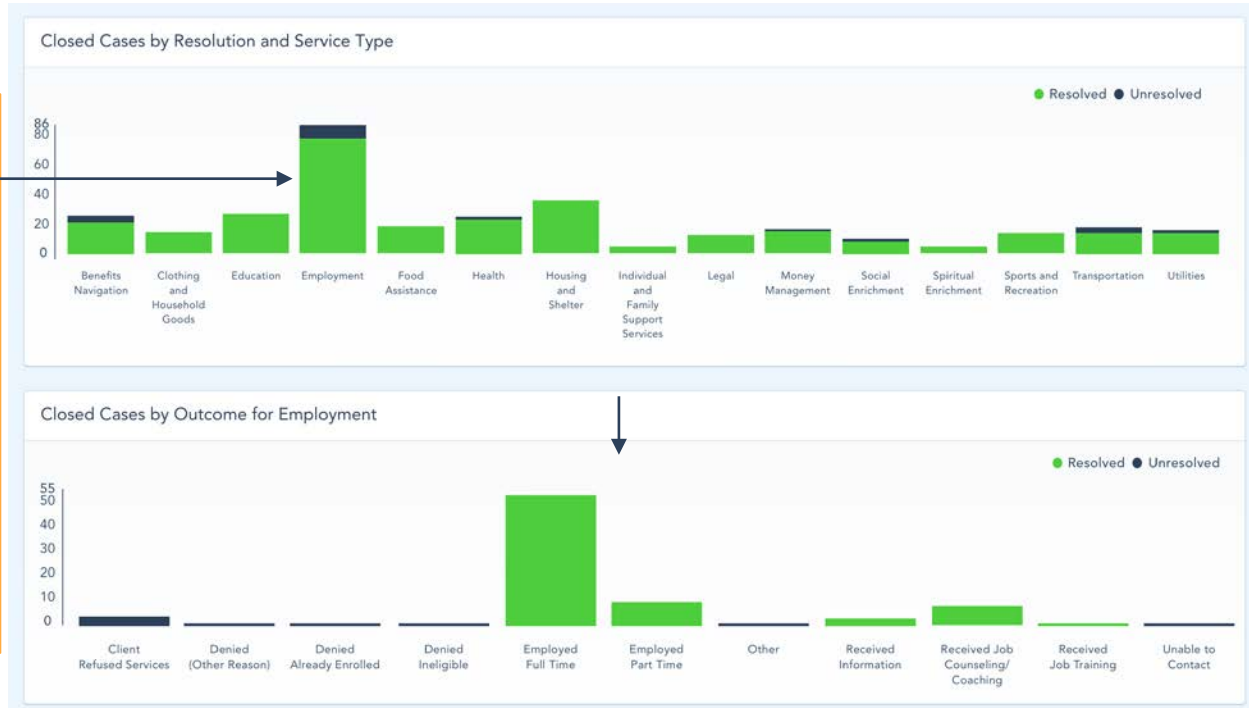 Closed Cases by Resolution and Service Type
Resolved Unresolved
86
80
60
40
20
0
Benefits
Navigation
Clothing
and
Household
Goods
Education
Employment
Food
Assistance
Health
Housing
and
Shelter
Individual
and
Family
Support
Services
Legal
Money
Management
Social
Enrichment
Spiritual
Enrichment
Sports and
Recreation
Transportation
Utilities
Closed Cases by Outcome for Employment
Resolved Unresolved
55
50
40
30
20
10
0
Client
Refused Services
Denied
(Other Reason)
Denied
Already Enrolled
Denied
Ineligible
Employed
Full Time
Employed
Part Time
Other
Received
Information
Received Job
Counseling/
Coaching
Received
Job Training
Unable to
Contact